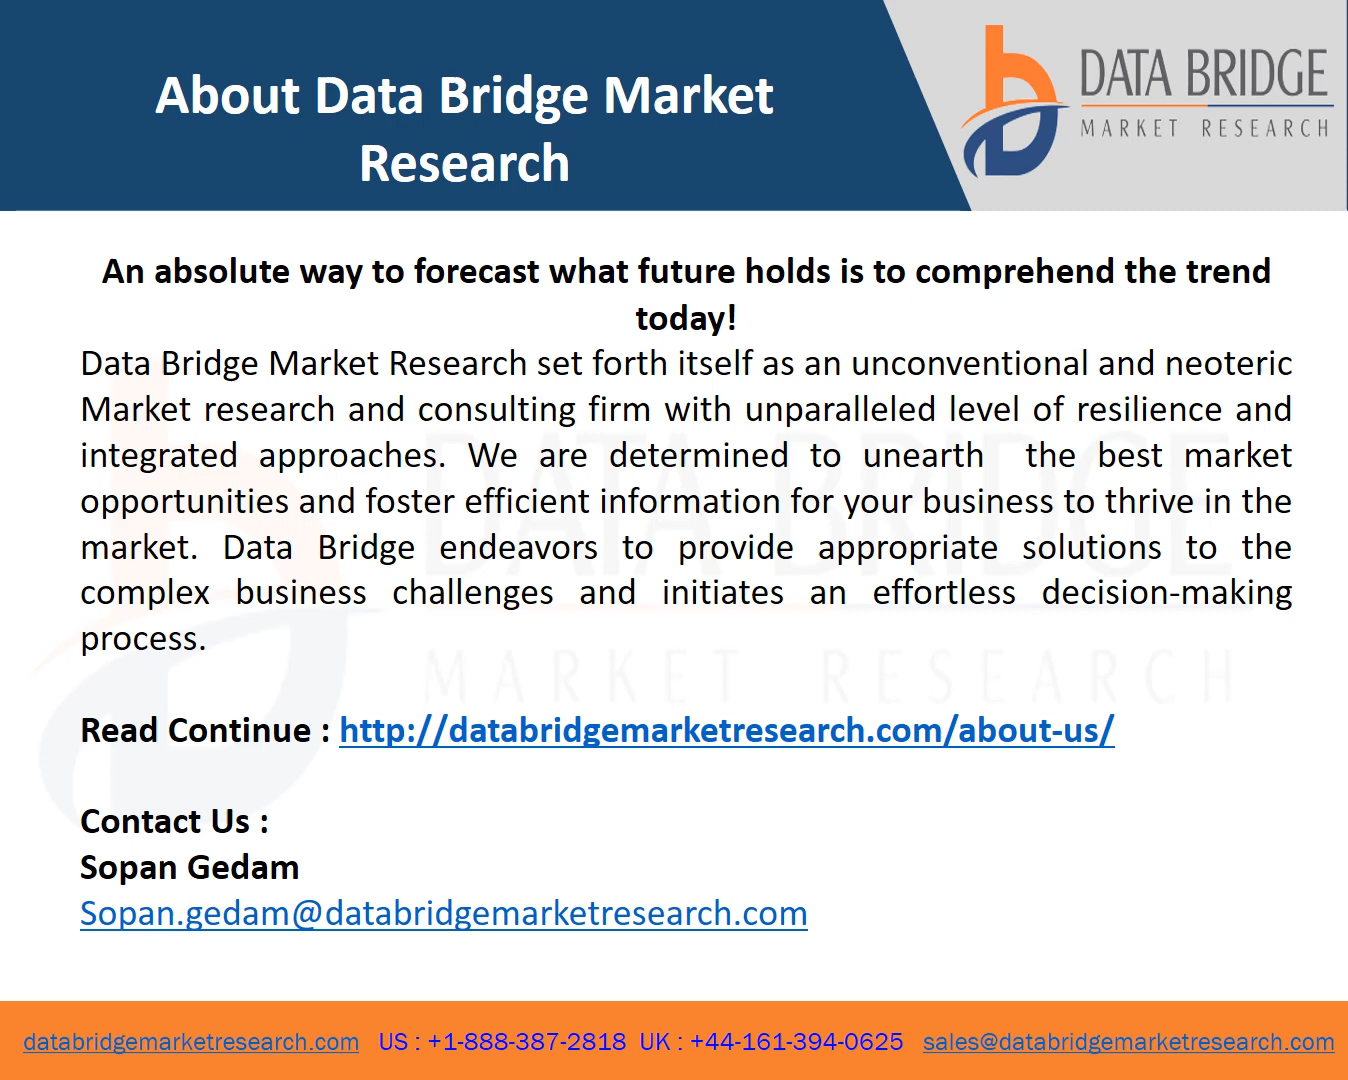 About Data Bridge Market
Research
DATA BRIDGE
MARKET RESEARCH
An absolute way to forecast what future holds is to comprehend the trend
today!
Data Bridge Market Research set forth itself as an unconventional and neoteric
Market research and consulting firm with unparalleled level of resilience and
integrated approaches. We are determined to unearth the best market
opportunities and foster efficient information for your business to thrive in the
market. Data Bridge endeavors to provide appropriate solutions to the
complex business challenges and initiates an effortless decision-making
process.
DATA BRIDGE
MARKET RESEARCH
Read Continue : http://databridgemarketresearch.com/about-us/
Contact Us :
Sopan Gedam
Sopan.gedam@databridgemarketresearch.com
databridgemarketresearch.com US : +1-888-387-2818 UK : +44-161-394-0625 sales@databridgemarketresearch.com